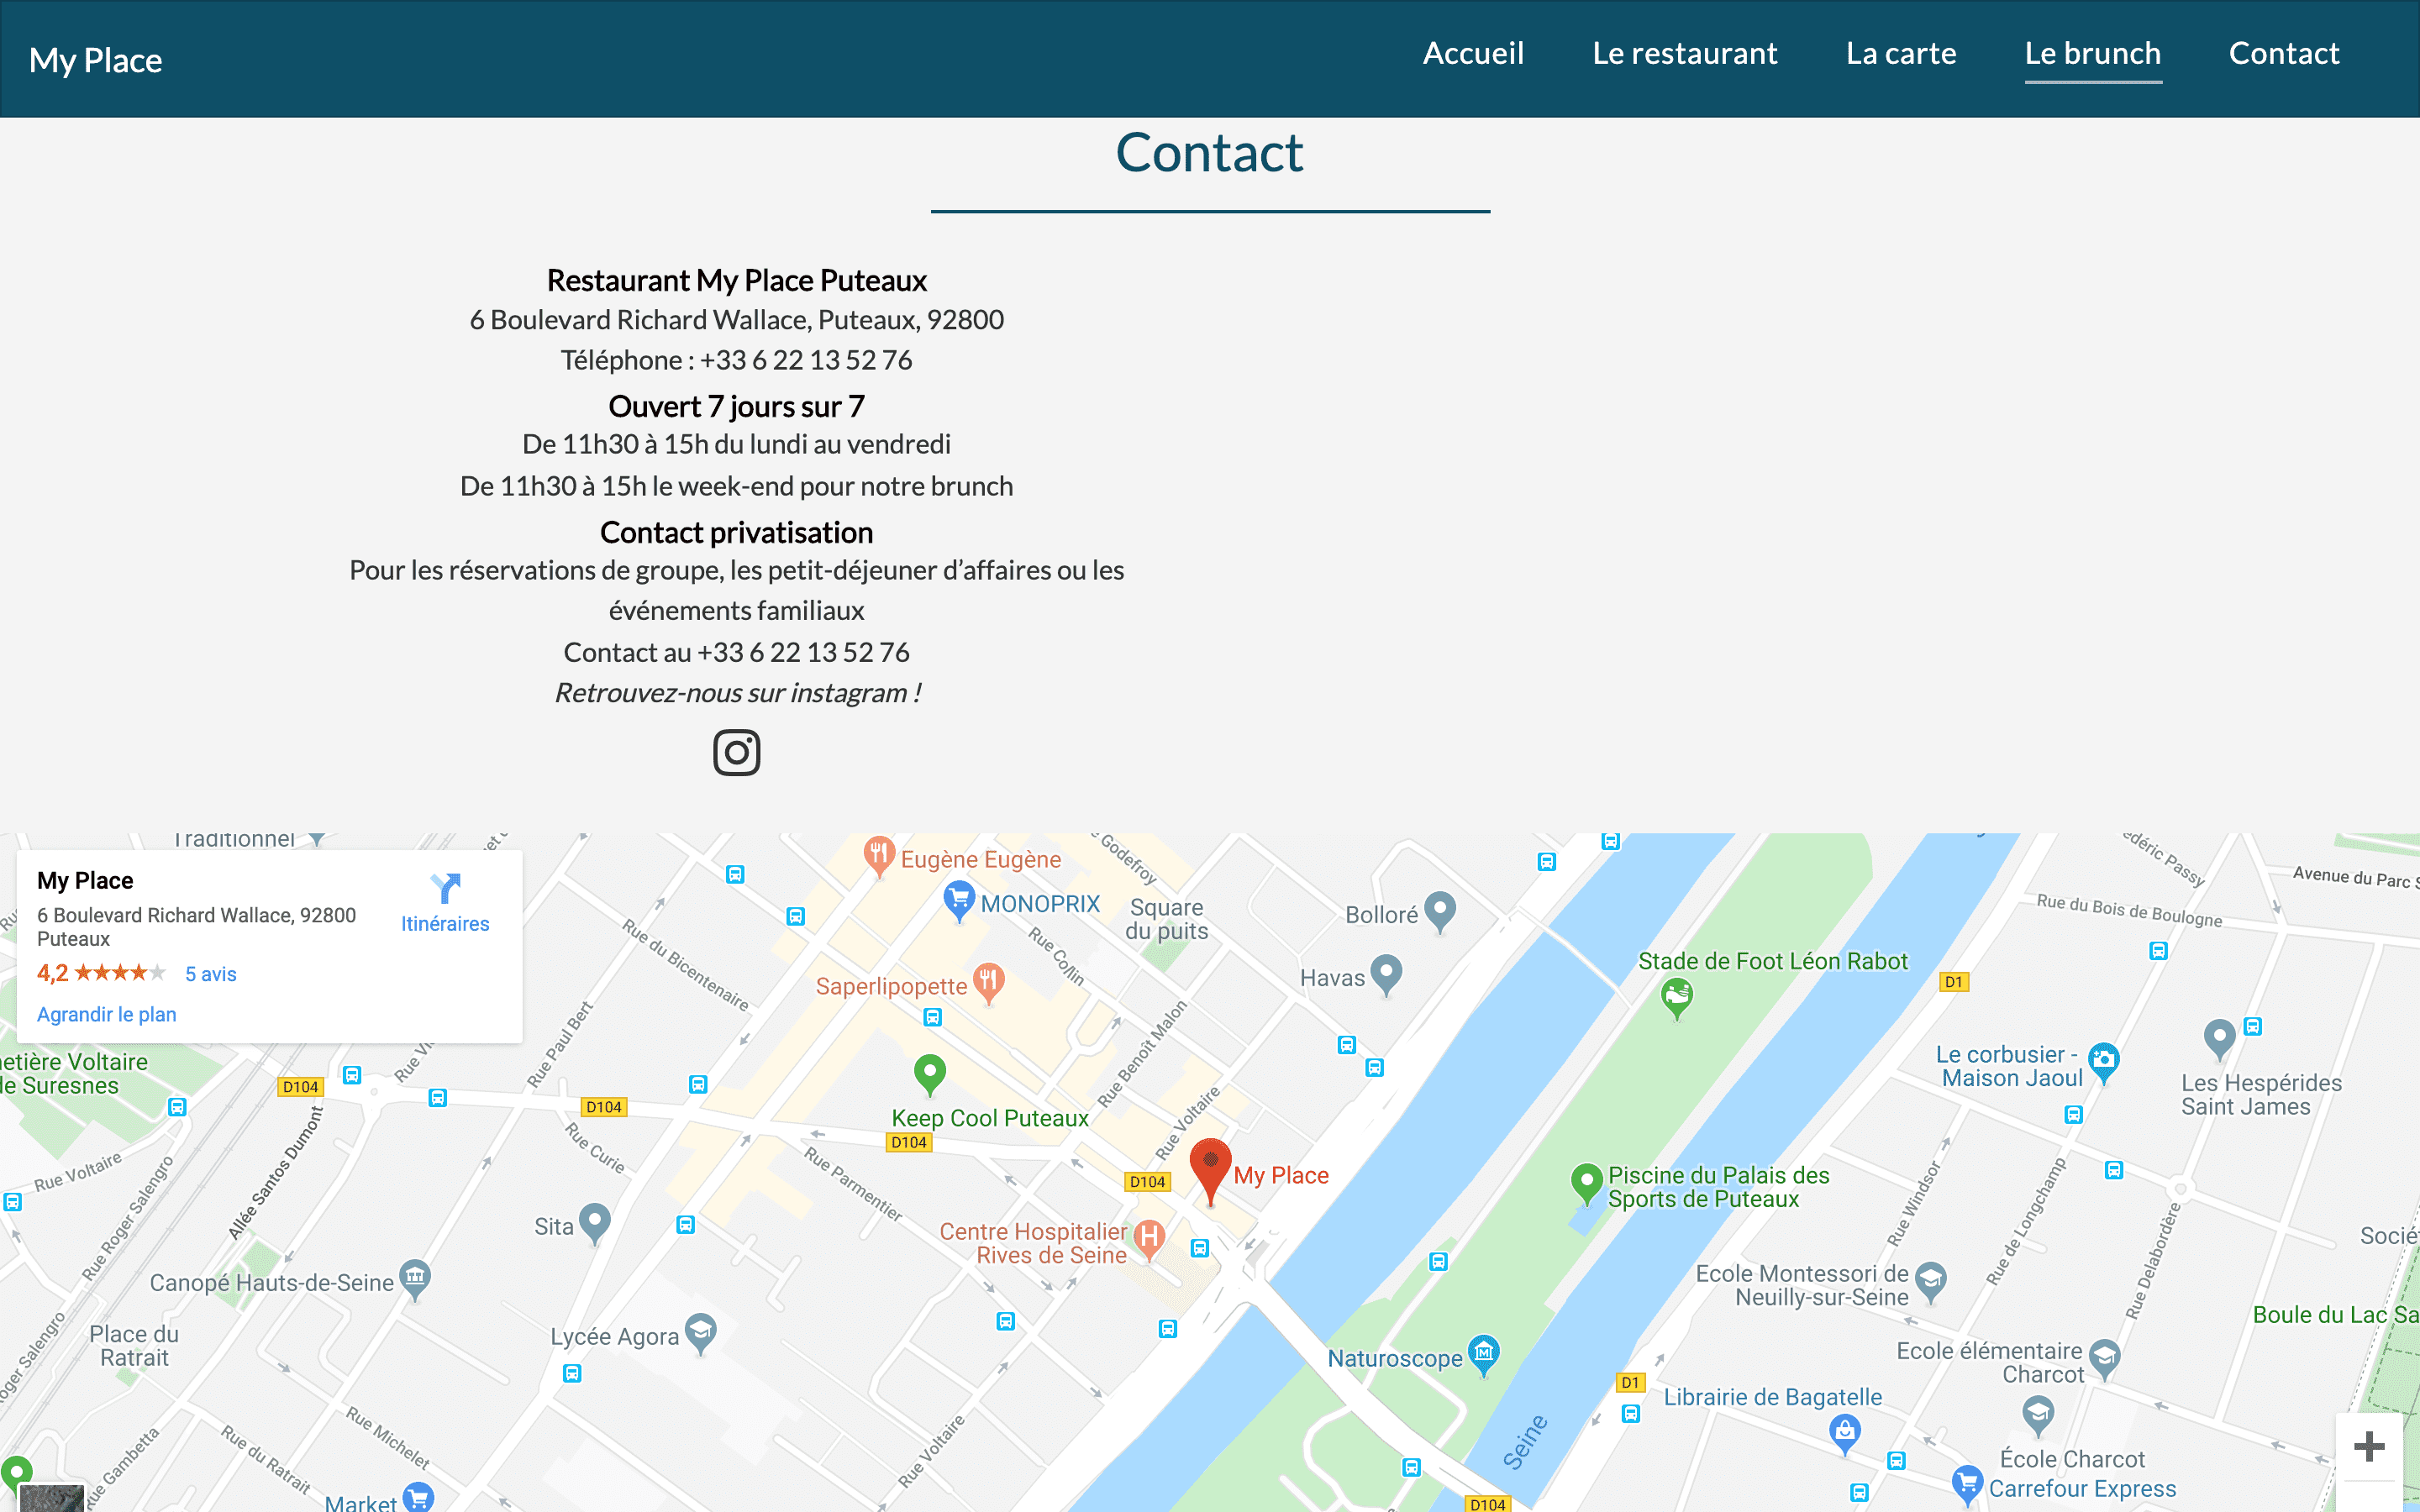 My Place
Accueil
Le restaurant
La carte
Le brunch
Contact
Contact
Restaurant My Place Puteaux
6 Boulevard Richard Wallace, Puteaux, 92800
Téléphone : +33 6 22 13 52 76
Ouvert 7 jours sur 7
De 11h30 à 15h du lundi au vendredi
De 11h30 à 15h le week-end pour notre brunch
Contact privatisation
Pour les réservations de groupe, les petit-déjeuner d’affaires ou les
événements familiaux
Contact au +33 6 22 13 52 76
Retrouvez-nous sur instagram !
Traditionnel
My Place
6 Boulevard Richard Wallace, 92800
Puteaux
Itinéraires
4,2
5 avis
Agrandir le plan
Eugène Eugène
MONOPRIX
Godefroy
Square
du puits
Bolloré
Havas
Rue du Bicentenaire
Rue Collin
Saperlipopette
Rue Paul Bert
Rue Benoît Malon
Stade de Foot Léon Rabot
D1
Avenue du Parc S
Rue du Bois de Boulogne
édéric Passy
Le corbusier -
Maison Jaoul
Les Hespérides
Saint James
etière Voltaire
de Suresnes
D104
D104
Keep Cool Puteaux
D104
Rue Voltaire
D104
My Place
Piscine du Palais des
Sports de Puteaux
Rue Voltaire
Rue Roger Salengro
Allée Santos Dumont
Rue Curie
Rue Parmentier
Sita
Centre Hospitalier
Rives de Seine
H
Canopé Hauts-de-Seine
Lycée Agora
Place du
Ratrait
Roger Salengro
Rue Michelet
Rue du Ratrait
Rue Gambetta
Market
Rue Voltaire
Naturoscope
Seine
D104
D1
Rue Windsor
Rue de Longchamp
Rue Delabordère
Socié
Ecole Montessori de
Neuilly-sur-Seine
Boule du Lac Sa
Ecole élémentaire
Charcot
Librairie de Bagatelle
École Charcot
Carrefour Express
+